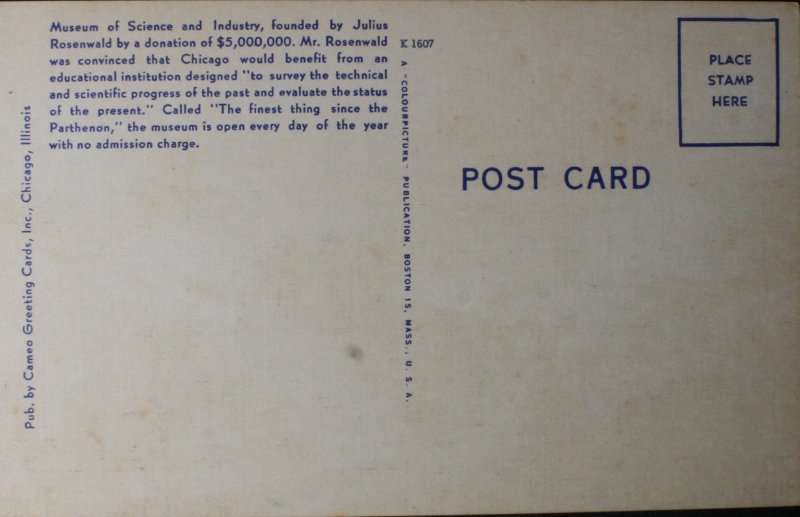 Museum of Science and Industry, founded by Julius
Rosenwald by a donation of $5,000,000. Mr. Rosenwald
was convinced that Chicago would benefit from an
educational institution designed "to survey the technical
and scientific progress of the past and evaluate the status
of the present." Called "The finest thing since the
Parthenon," the museum is open every day of the year
with no admission charge.
Pub. by Cameo Greeting Cards, Inc., Chicago, Illinois
K 1607
A "COLOURPICTURE" PUBLICATION, BOSTON 15, MASS., U. S. A.
POST CARD
PLACE
STAMP
HERE